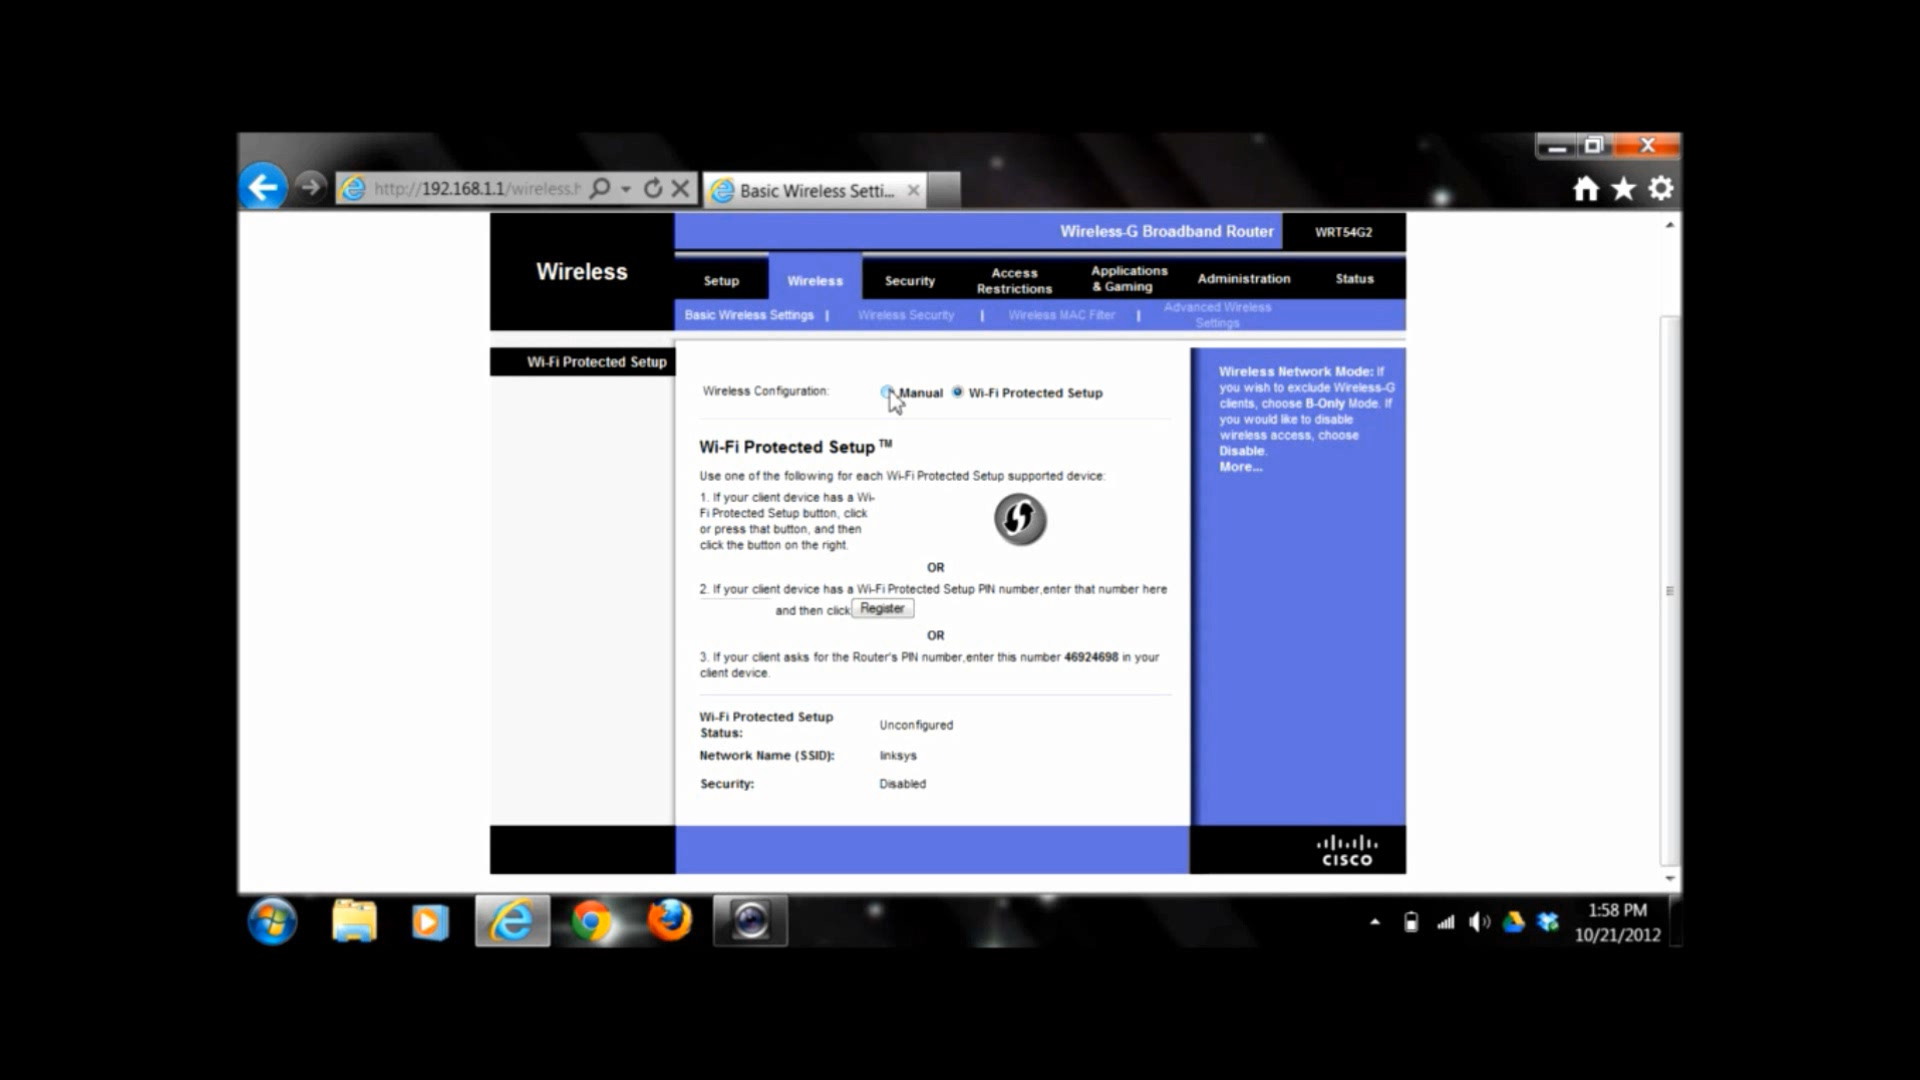 http://192.168.1.1/wireless.h
Basic Wireless Setti...
Wireless-G Broadband Router
WRT54G2
Wireless
Setup
Wireless
Security
Access
Restrictions
Applications
& Gaming
Administration
Status
Basic Wireless Settings |
Wireless Security |
Wireless MAC Filter |
Advanced Wireless
Settings
Wi-Fi Protected Setup
Wireless Configuration: Manual Wi-Fi Protected Setup
Wi-Fi Protected Setup™
Use one of the following for each Wi-Fi Protected Setup supported device:
1. If your client device has a Wi-
Fi Protected Setup button, click
or press that button, and then
click the button on the right.
OR
2. If your client device has a Wi-Fi Protected Setup PIN number,enter that number here
and then click Register
OR
3. If your client asks for the Router's PIN number,enter this number 46924698 in your
client device.
Wi-Fi Protected Setup
Status:
Unconfigured
Network Name (SSID): linksys
Security: Disabled
Wireless Network Mode: If
you wish to exclude Wireless-G
clients, choose B-Only Mode. If
you would like to disable
wireless access, choose
Disable.
More...
CISCO
1:58 PM
10/21/2012